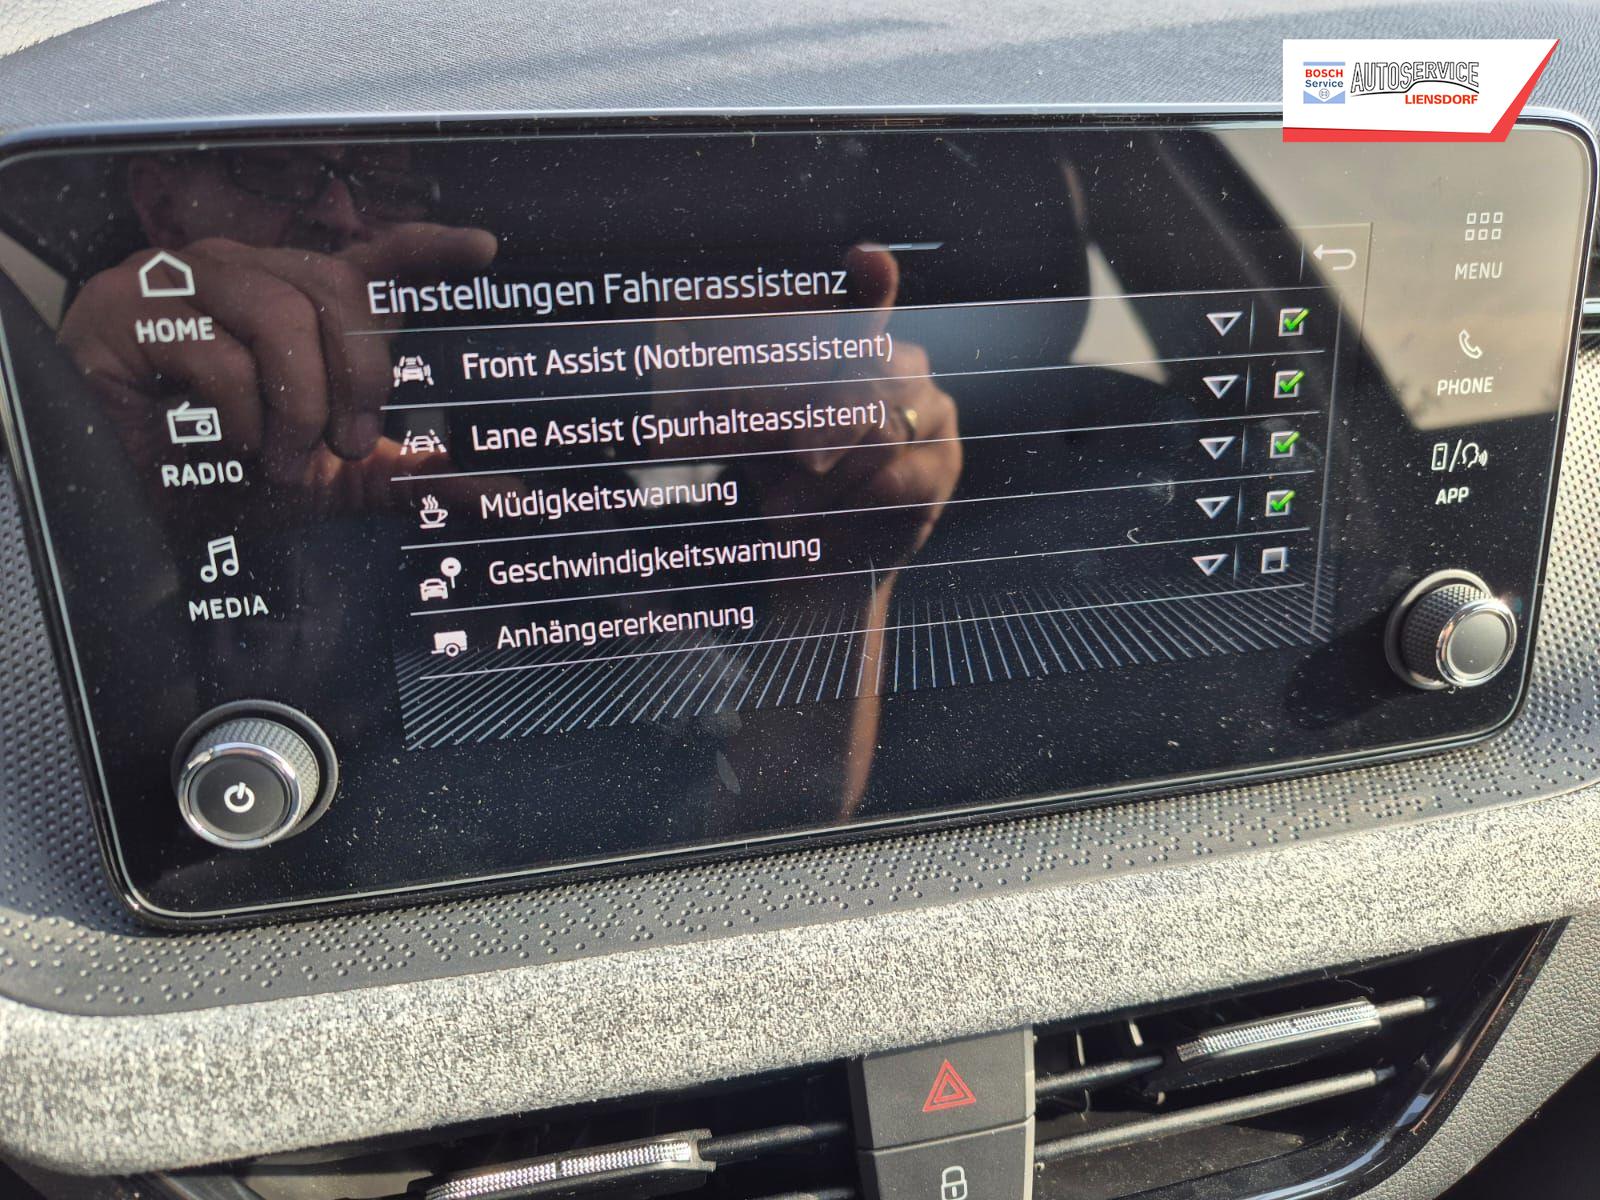 BOSCH
Service
AUTOSERVICE
LIENSDORF
HOME
RADIO
MEDIA
Einstellungen Fahrerassistenz
Front Assist (Notbremsassistent)
Lane Assist (Spurhalteassistent)
Müdigkeitswarnung
Geschwindigkeitswarnung
Anhängererkennung
MENU
PHONE
APP